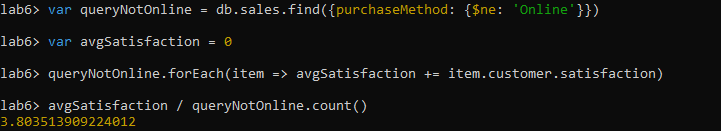 lab6> var queryNotOnline = db.sales.find({purchaseMethod: {$ne: 'Online'}})
lab6> var avgSatisfaction = 0
lab6> queryNotOnline.forEach(item => avgSatisfaction += item.customer.satisfaction)
lab6> avgSatisfaction / queryNotOnline.count()
3.803513909224012